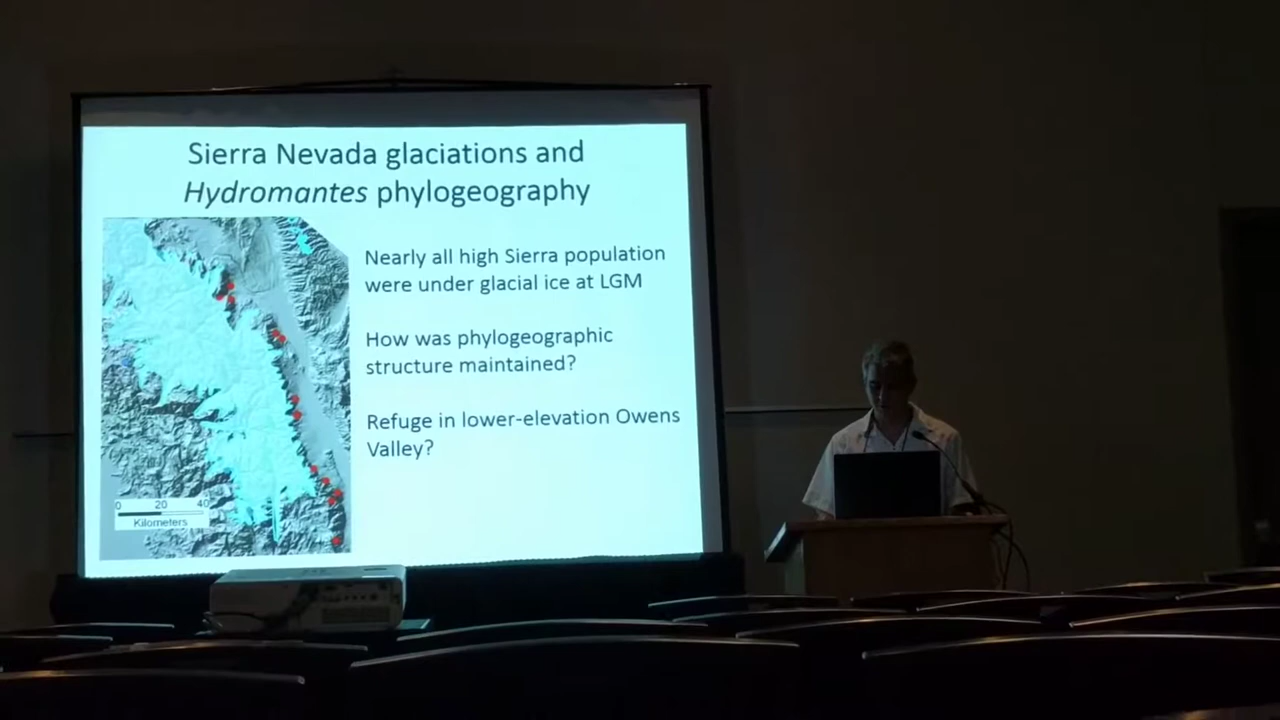 Sierra Nevada glaciations and
Hydromantes phylogeography
Nearly all high Sierra population
were under glacial ice at LGM
How was phylogeographic
structure maintained?
Refuge in lower-elevation Owens
Valley?
0 20 40
Kilometers